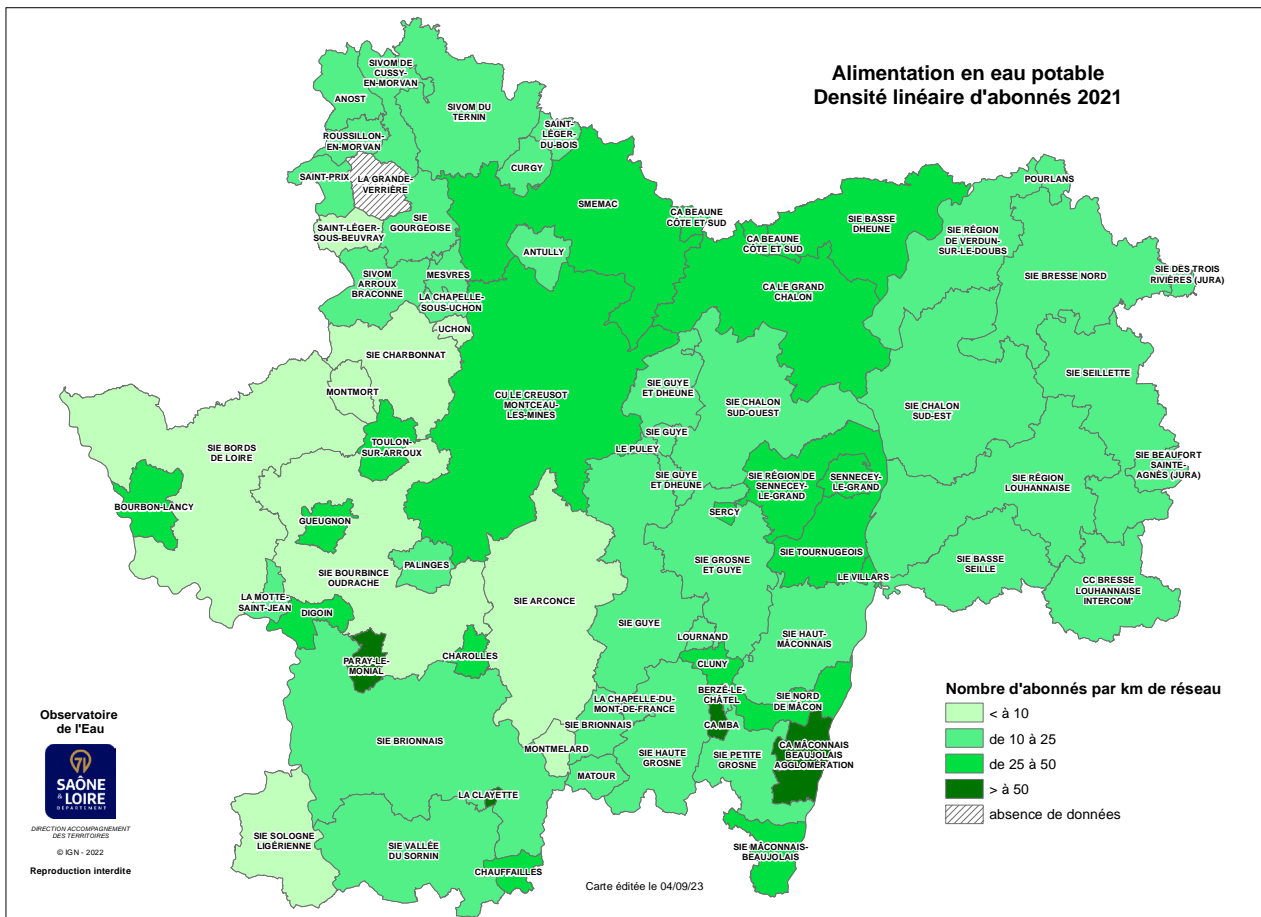 Alimentation en eau potable
Densité linéaire d'abonnés 2021
SIVOM DE
CUSSY-
EN-MORVAN
ANOST
SIVOM DU
TERNIN
SAINT-
LÉGER-
DU-BOIS
ROUSSILLON-
EN-MORVAN
CURGY
SAINT-PRIX
LA GRANDE-
VERRIÈRE
POURLANS
SMEMAC
CA BEAUNE
CÔTE ET SUD
SIE BASSE
DHEUNE
SAINT-LÉGER-
SOUS-BEUVRAY
SIE
GOURGEOISE
CA BEAUNE
CÔTE ET SUD
SIE RÉGION
DE VERDUN-
SUR-LE-DOUBS
ANTULLY
SIVOM
ARROUX
BRACONNE
MESVRES
SIE BRESSE NORD
SIE DES TROIS
RIVIÈRES (JURA)
CA LE GRAND
CHALON
LA CHAPELLE-
SOUS-UCHON
UCHON
SIE CHARBONNAT
SIE SEILLETTE
MONTMORT
CU LE CREUSOT
MONTCEAU-
LES-MINES
SIE GUYE
ET DHEUNE
SIE CHALON
SUD-OUEST
SIE CHALON
SUD-EST
SIE GUYE
TOULON-
SUR-ARROUX
LE PULEY
SIE BORDS
DE LOIRE
SIE BEAUFORT
SAINTE-
AGNÈS (JURA)
SIE GUYE
ET DHEUNE
SIE RÉGION DE
SENNECEY-
LE-GRAND
SENNECEY-
LE-GRAND
SIE RÉGION
LOUHANNAISE
BOURBON-LANCY
SERCY
GUEUGNON
SIE TOURNUGEOIS
SIE BASSE
SEILLE
PALINGES
SIE GROSNE
ET GUYE
SIE BOURBINCE
OUDRACHE
LE VILLARS
CC BRESSE
LOUHANNAISE
INTERCOM'
LA MOTTE-
SAINT-JEAN
SIE ARCONCE
DIGOIN
SIE GUYE
LOURNAND
SIE HAUT-
MÂCONNAIS
CHAROLLES
PARAY-LE-
MONIAL
CLUNY
BERZÉ-LE-
CHÂTEL
SIE NORD
DE MÂCON
LA CHAPELLE-DU-
MONT-DE-FRANCE
SIE BRIONNAIS
CA MBA
SIE BRIONNAIS
MONTMELARD
SIE HAUTE
GROSNE
SIE PETITE
GROSNE
CA MÂCONNAIS
BEAUJOLAIS
AGGLOMÉRATION
MATOUR
LA CLAYETTE
SIE SOLOGNE
LIGÉRIENNE
SIE VALLÉE
DU SORNIN
CHAUFFAILLES
SIE MÂCONNAIS-
BEAUJOLAIS
Nombre d'abonnés par km de réseau
< à 10
de 10 à 25
de 25 à 50
> à 50
absence de données
Observatoire
de l'Eau
71
SAÔNE
& LOIRE
DÉPARTEMENT
DIRECTION ACCOMPAGNEMENT
DES TERRITOIRES
© IGN - 2022
Reproduction interdite
Carte éditée le 04/09/23